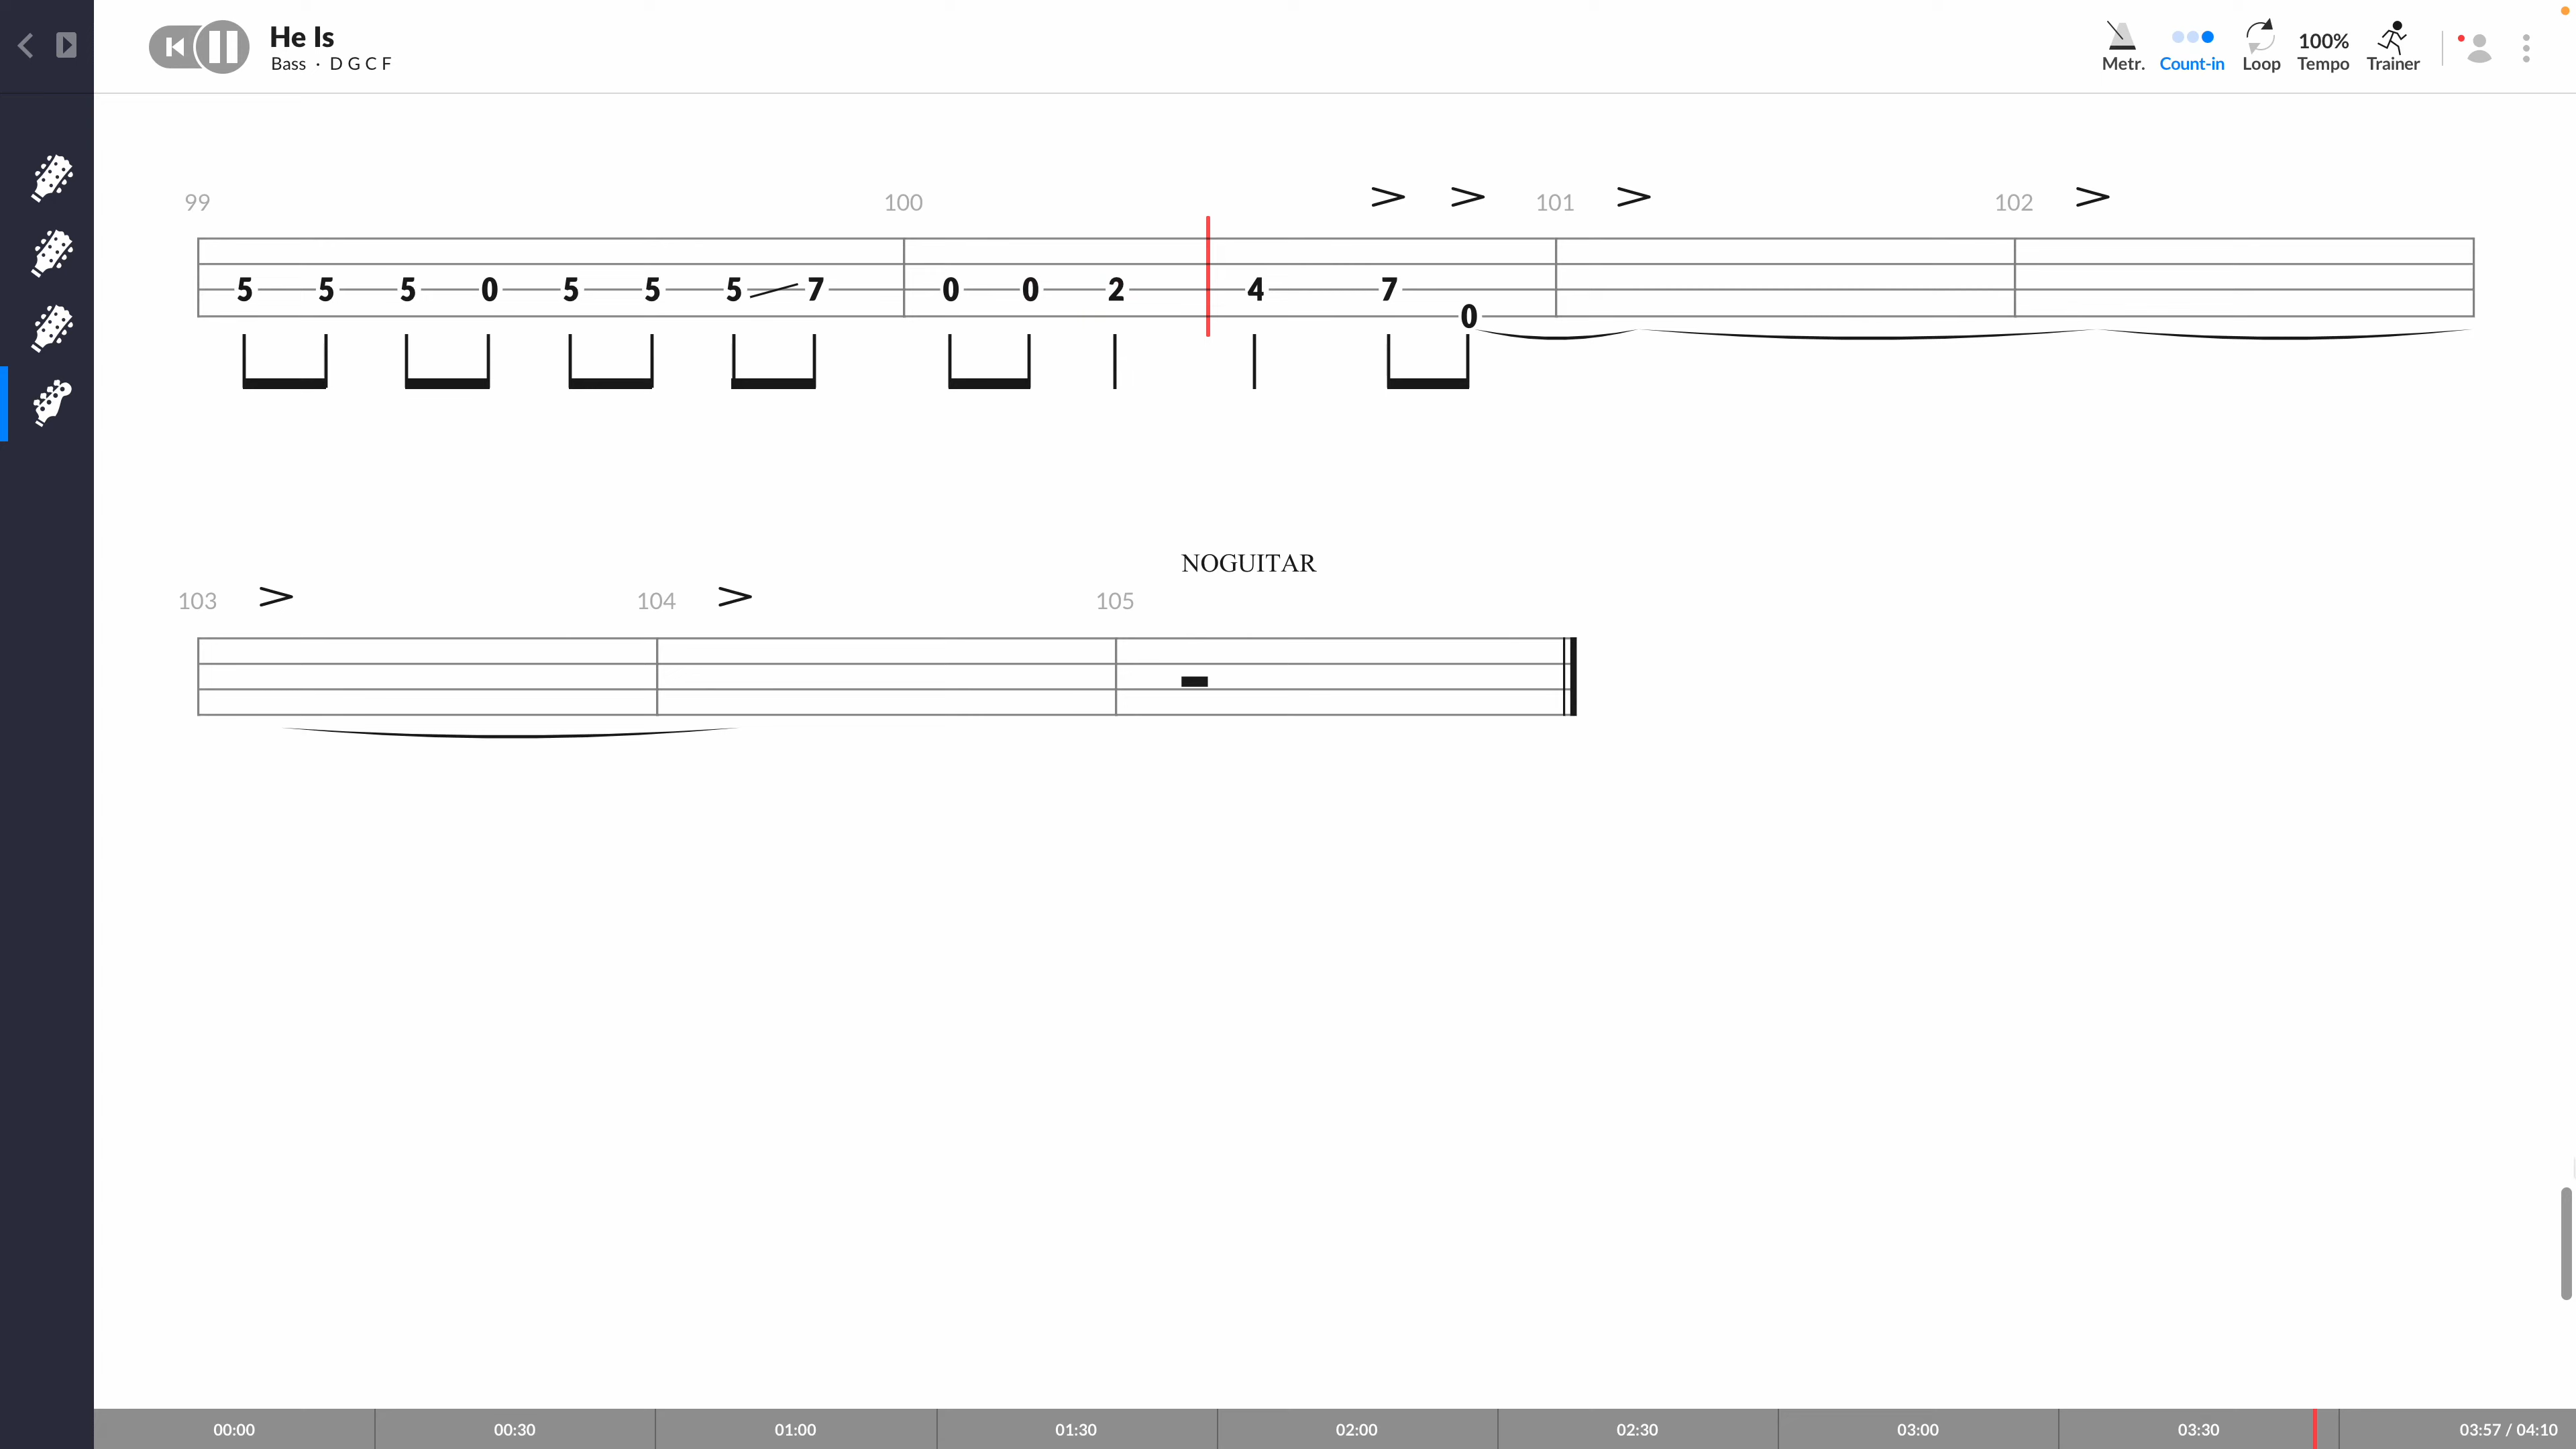 He Is
Bass · D G C F
Metr.
Count-in
Loop
100%
Tempo
Trainer
99 100 101 102
5 5 5 0 5 5 5 7 0 0 2 4 7
0
NOGUITAR
103 104 105
00:00 00:30 01:00 01:30 02:00 02:30 03:00 03:30 03:57 / 04:10